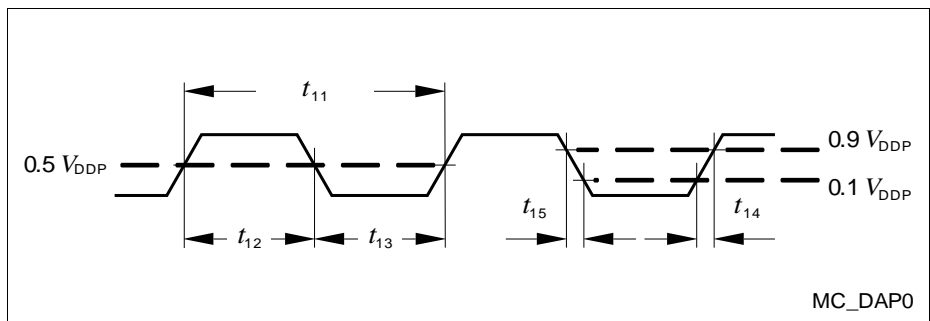 t11
0.5 VDDP
0.9 VDDP
0.1 VDDP
t15
t14
t12
t13
MC_DAP0